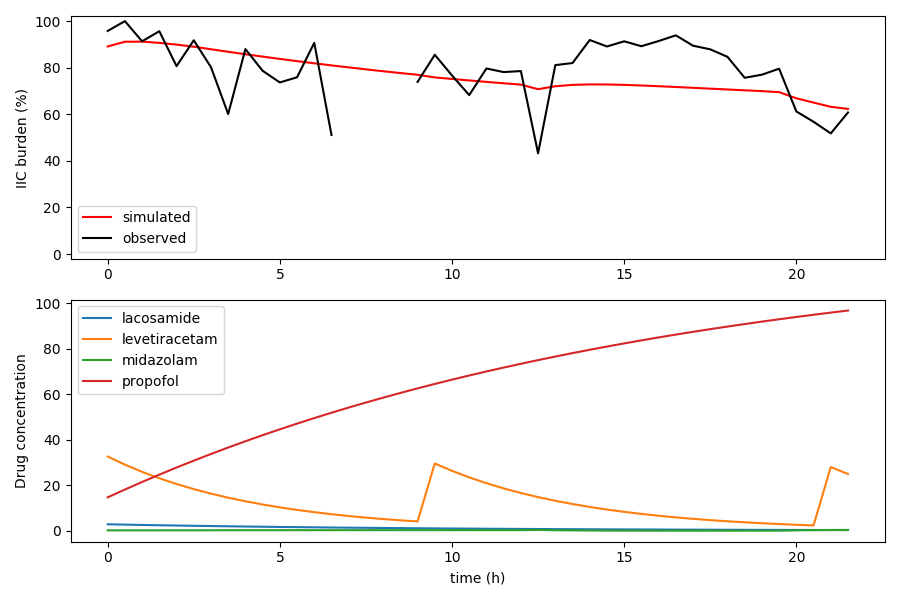 100
80
60
40
20
0
IIC burden (%)
simulated
observed
0 5 10 15 20
100
80
60
40
20
0
Drug concentration
lacosamide
levetiracetam
midazolam
propofol
0 5 10 15 20
time (h)